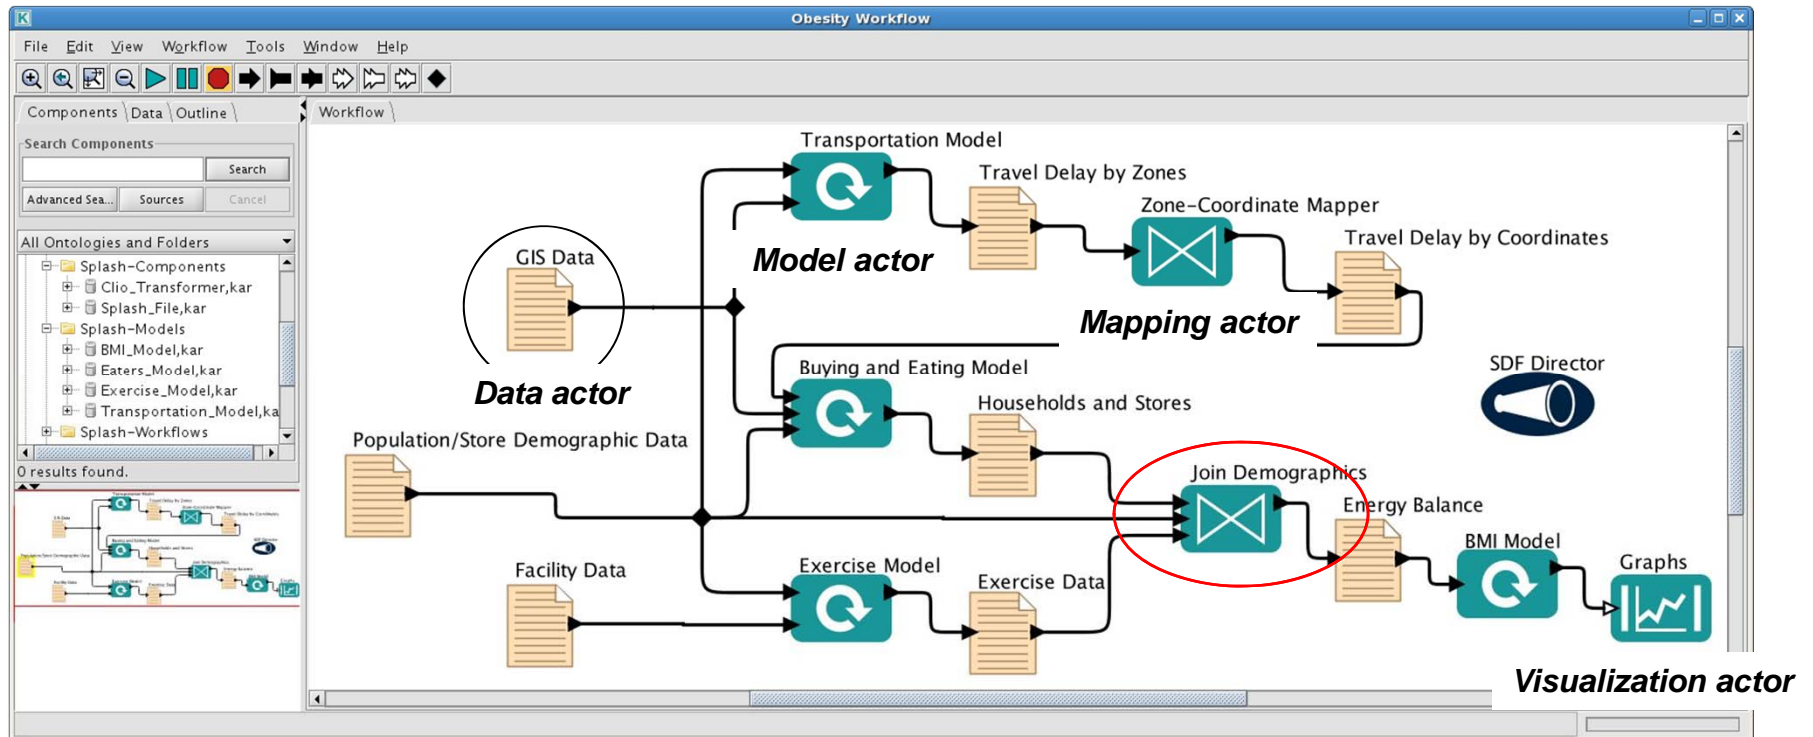 Obesity Workflow
File Edit View Workflow Tools Window Help
Components Data Outline
Search Components
Search
Advanced Sea... Sources Cancel
All Ontologies and Folders
Splash-Components
Clio_Transformer,kar
Splash_File,kar
Splash-Models
BMI_Model,kar
Eaters_Model,kar
Exercise_Model,kar
Transportation_Model,ka
Splash-Workflows
0 results found.
Workflow
Transportation Model
Travel Delay by Zones
Zone-Coordinate Mapper
Travel Delay by Coordinates
GIS Data
Model actor
Mapping actor
Data actor
Buying and Eating Model
SDF Director
Households and Stores
Population/Store Demographic Data
Join Demographics
Energy Balance
BMI Model
Graphs
Facility Data
Exercise Model
Exercise Data
Visualization actor